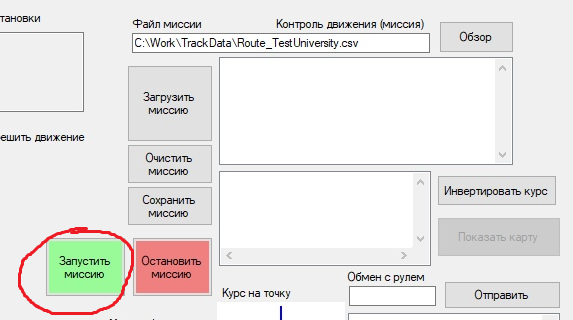 тановки
Файл миссии
Контроль движения (миссия)
C:\Work\TrackData\Route_TestUniversity.csv
Обзор
Загрузить
миссию
ешить движение
Очистить
миссию
Сохранить
миссию
Инвертировать курс
Показать карту
Запустить
миссию
Остановить
миссию
Обмен с рулем
Курс на точку
Отправить